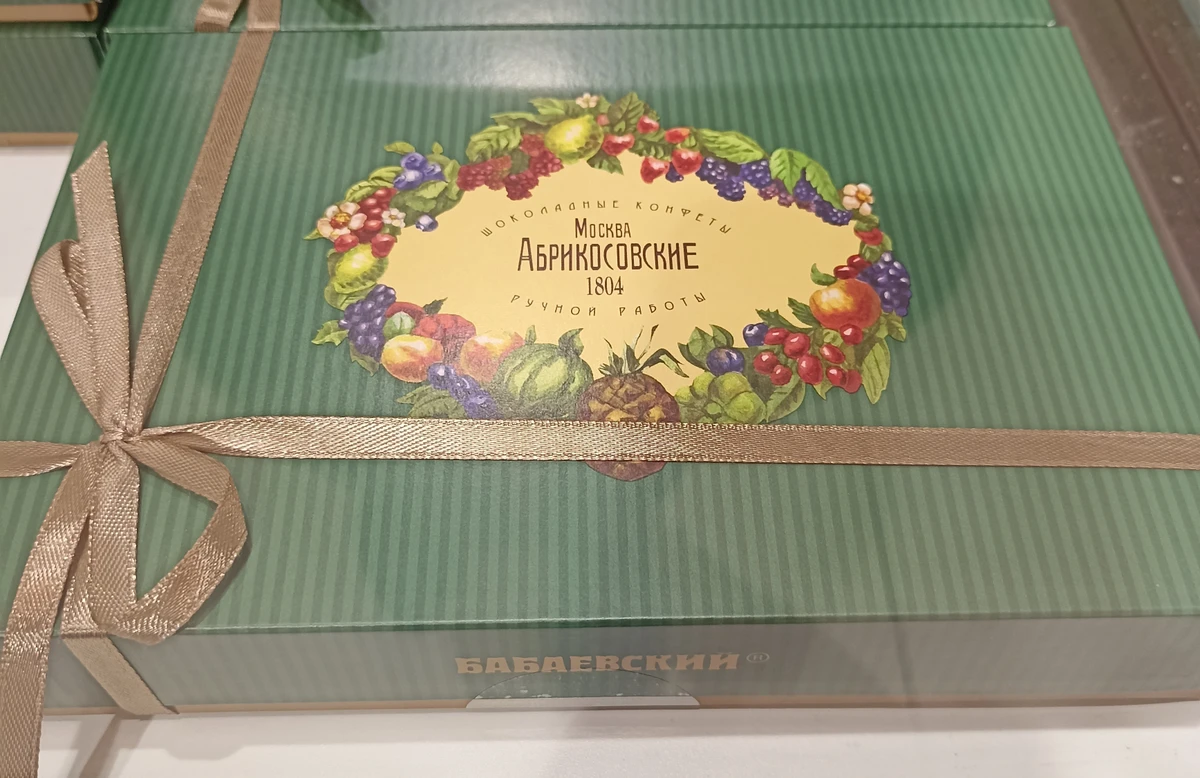 ШОКОЛАДНЫЕ КОНФЕТЫ
МОСКВА
АБРИКОСОВСКИЕ
1804
РУЧНОЙ РАБОТЫ
БАБАЕВСКИЙ®